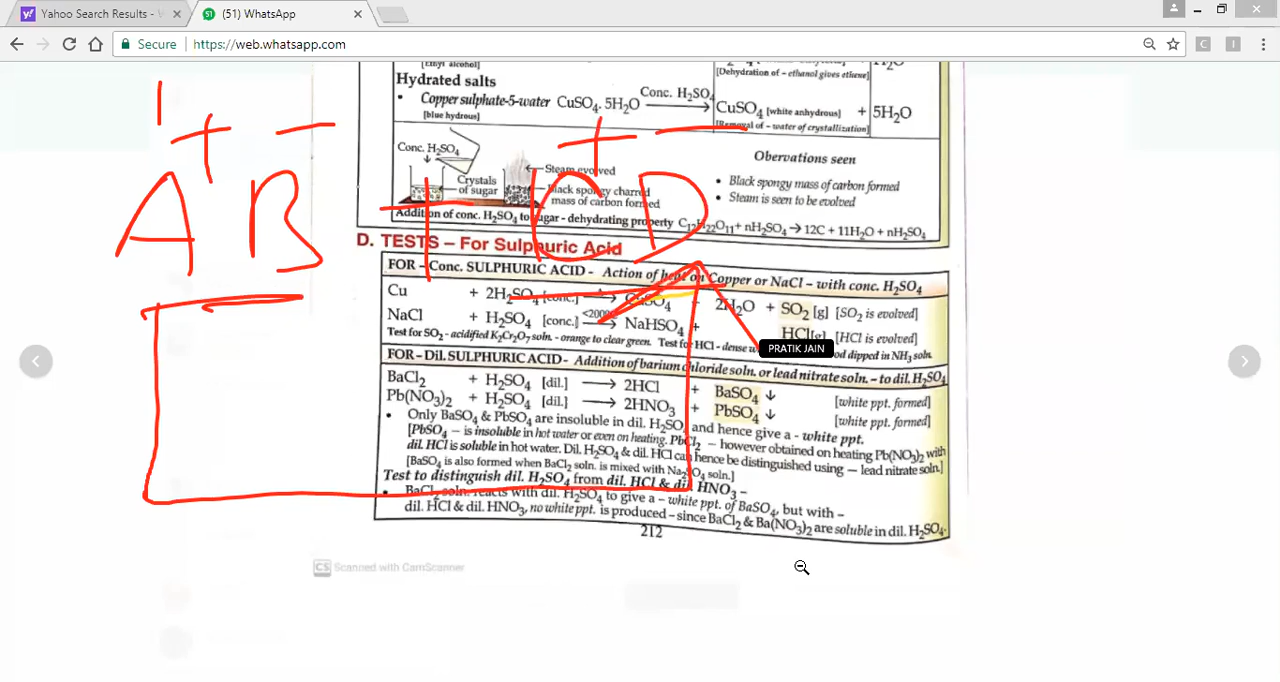 Yahoo Search Results -
(51) WhatsApp
Secure https://web.whatsapp.com
[Ethyl alcohol]
[Dehydration of - ethanol gives ethene]
Hydrated salts
Conc. H₂SO₄
• Copper sulphate-5-water CuSO₄. 5H₂O ⟶ CuSO₄ [white anhydrous] + 5H₂O
[blue hydrous]
[Removal of - water of crystallization]
+ −
+ −
A B
+
C D
Conc. H₂SO₄
Steam evolved
Crystals of sugar
Black spongy charred mass of carbon formed
Obervations seen
• Black spongy mass of carbon formed
• Steam is seen to be evolved
Addition of conc. H₂SO₄ to sugar - dehydrating property C₁₂H₂₂O₁₁ + nH₂SO₄ → 12C + 11H₂O + nH₂SO₄
D. TESTS – For Sulphuric Acid
FOR – Conc. SULPHURIC ACID - Action of heat on Copper or NaCl – with conc. H₂SO₄
Cu + 2H₂SO₄ [conc.] ⟶ CuSO₄ + 2H₂O + SO₂ [g] [SO₂ is evolved]
NaCl + H₂SO₄ [conc.] <200° ⟶ NaHSO₄ + HCl[g] [HCl is evolved]
Test for SO₂ - acidified K₂Cr₂O₇ soln. - orange to clear green. Test for HCl - dense od dipped in NH₃ soln.
PRATIK JAIN
FOR – Dil. SULPHURIC ACID - Addition of barium chloride soln. or lead nitrate soln. – to dil. H₂SO₄
BaCl₂ + H₂SO₄ [dil.] ⟶ 2HCl + BaSO₄ ↓ [white ppt. formed]
Pb(NO₃)₂ + H₂SO₄ [dil.] ⟶ 2HNO₃ + PbSO₄ ↓ [white ppt. formed]
• Only BaSO₄ & PbSO₄ are insoluble in dil. H₂SO₄ and hence give a - white ppt.
[PbSO₄ – is insoluble in hot water or even on heating. PbCl₂ – however obtained on heating Pb(NO₃)₂ with
dil. HCl is soluble in hot water. Dil. H₂SO₄ & dil. HCl can hence be distinguished using – lead nitrate soln.]
[BaSO₄ is also formed when BaCl₂ soln. is mixed with Na₂SO₄ soln.]
Test to distinguish dil. H₂SO₄ from dil. HCl & dil. HNO₃ –
• BaCl₂ soln. reacts with dil. H₂SO₄ to give a – white ppt. of BaSO₄, but with –
dil. HCl & dil. HNO₃, no white ppt. is produced – since BaCl₂ & Ba(NO₃)₂ are soluble in dil. H₂SO₄.
212
CS Scanned with CamScanner